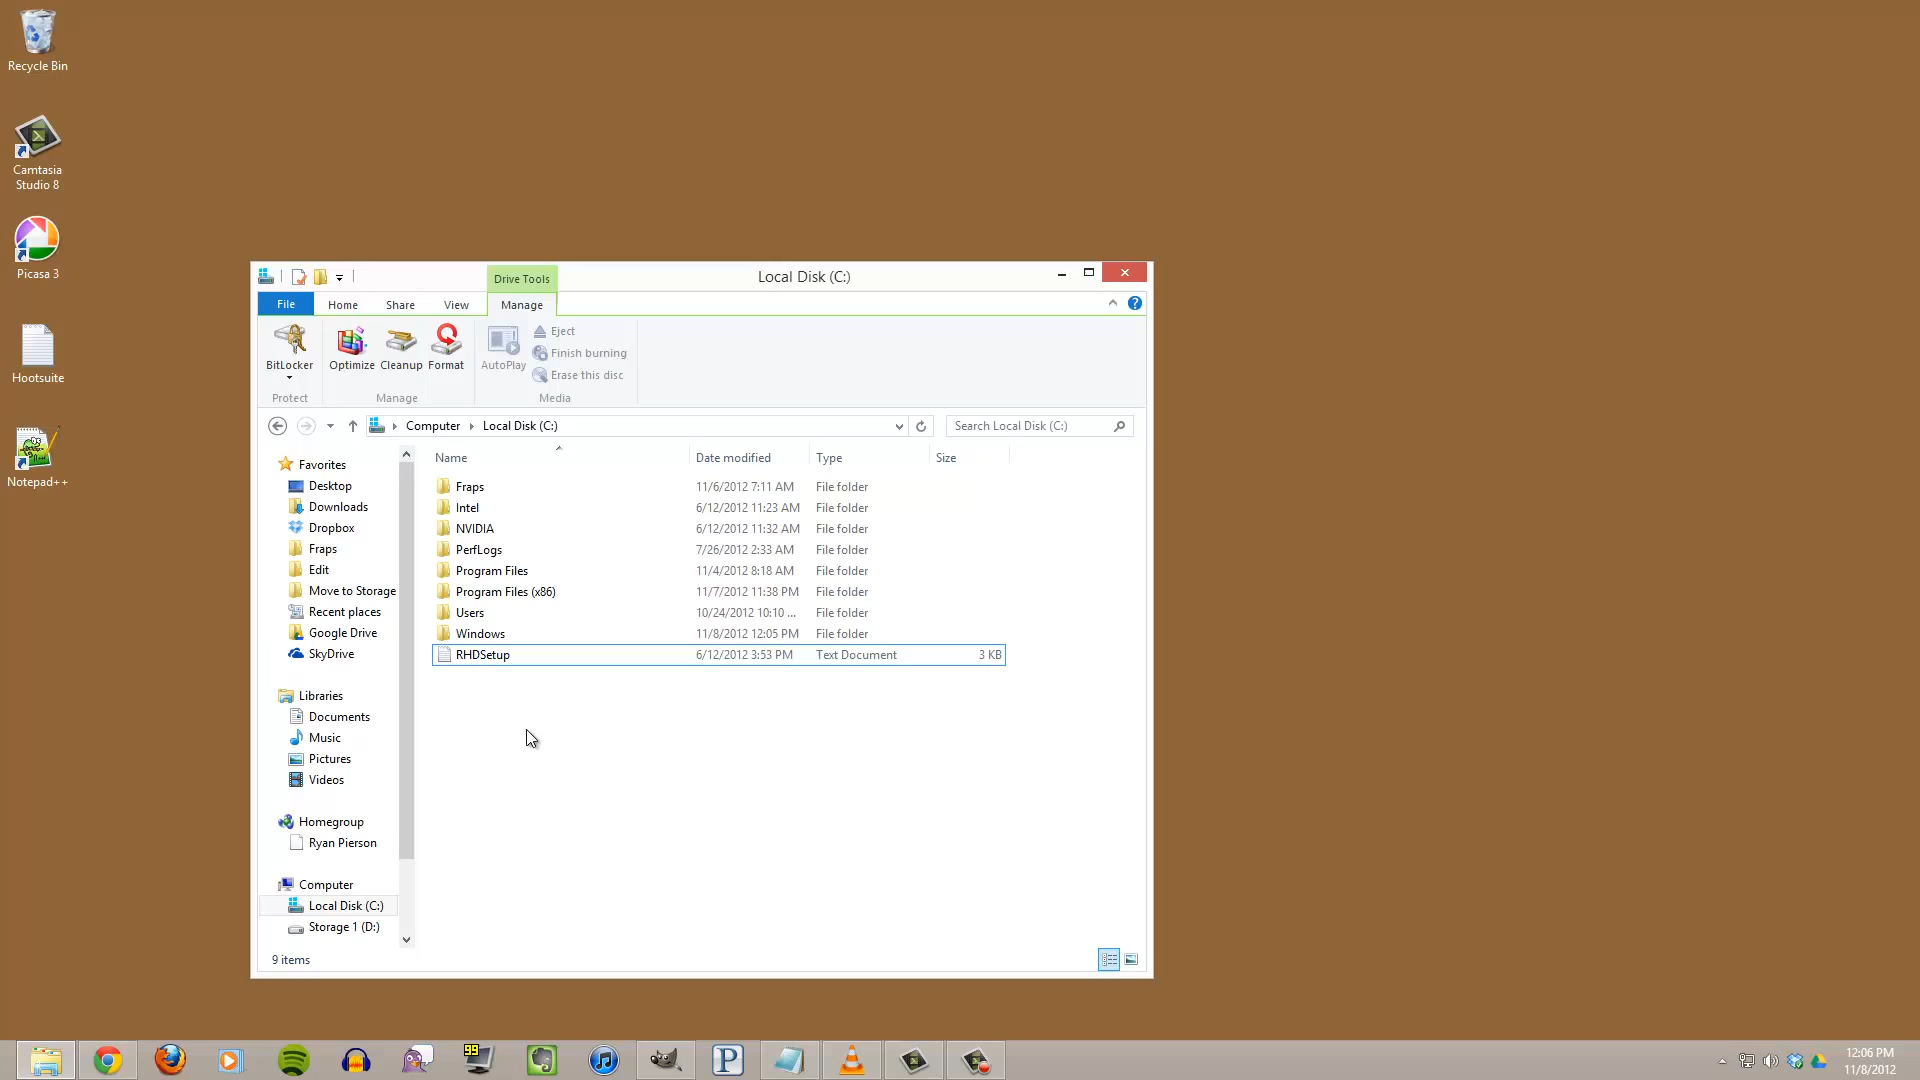 Recycle Bin
Camtasia
Studio 8
Picasa 3
Hootsuite
Notepad++
Drive Tools
Local Disk (C:)
File
Home
Share
View
Manage
BitLocker
Optimize
Cleanup
Format
AutoPlay
Eject
Finish burning
Erase this disc
Protect
Manage
Media
Computer
Local Disk (C:)
Search Local Disk (C:)
Favorites
Desktop
Downloads
Dropbox
Fraps
Edit
Move to Storage
Recent places
Google Drive
SkyDrive
Libraries
Documents
Music
Pictures
Videos
Homegroup
Ryan Pierson
Computer
Local Disk (C:)
Storage 1 (D:)
Name Date modified Type Size
Fraps 11/6/2012 7:11 AM File folder
Intel 6/12/2012 11:23 AM File folder
NVIDIA 6/12/2012 11:32 AM File folder
PerfLogs 7/26/2012 2:33 AM File folder
Program Files 11/4/2012 8:18 AM File folder
Program Files (x86) 11/7/2012 11:38 PM File folder
Users 10/24/2012 10:10 ... File folder
Windows 11/8/2012 12:05 PM File folder
RHDSetup 6/12/2012 3:53 PM Text Document 3 KB
9 items
99
P
12:06 PM
11/8/2012